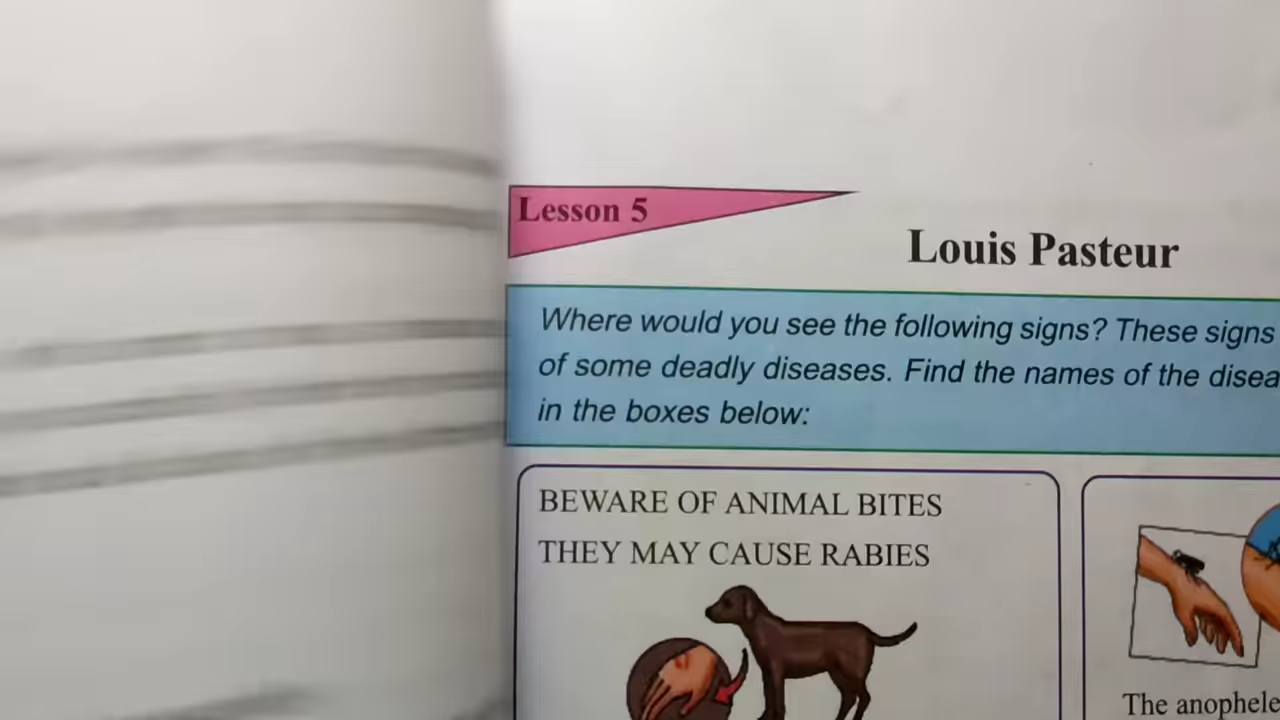 Lesson 5
Louis Pasteur
Where would you see the following signs? These signs
of some deadly diseases. Find the names of the disea
in the boxes below:
BEWARE OF ANIMAL BITES
THEY MAY CAUSE RABIES
The anophele